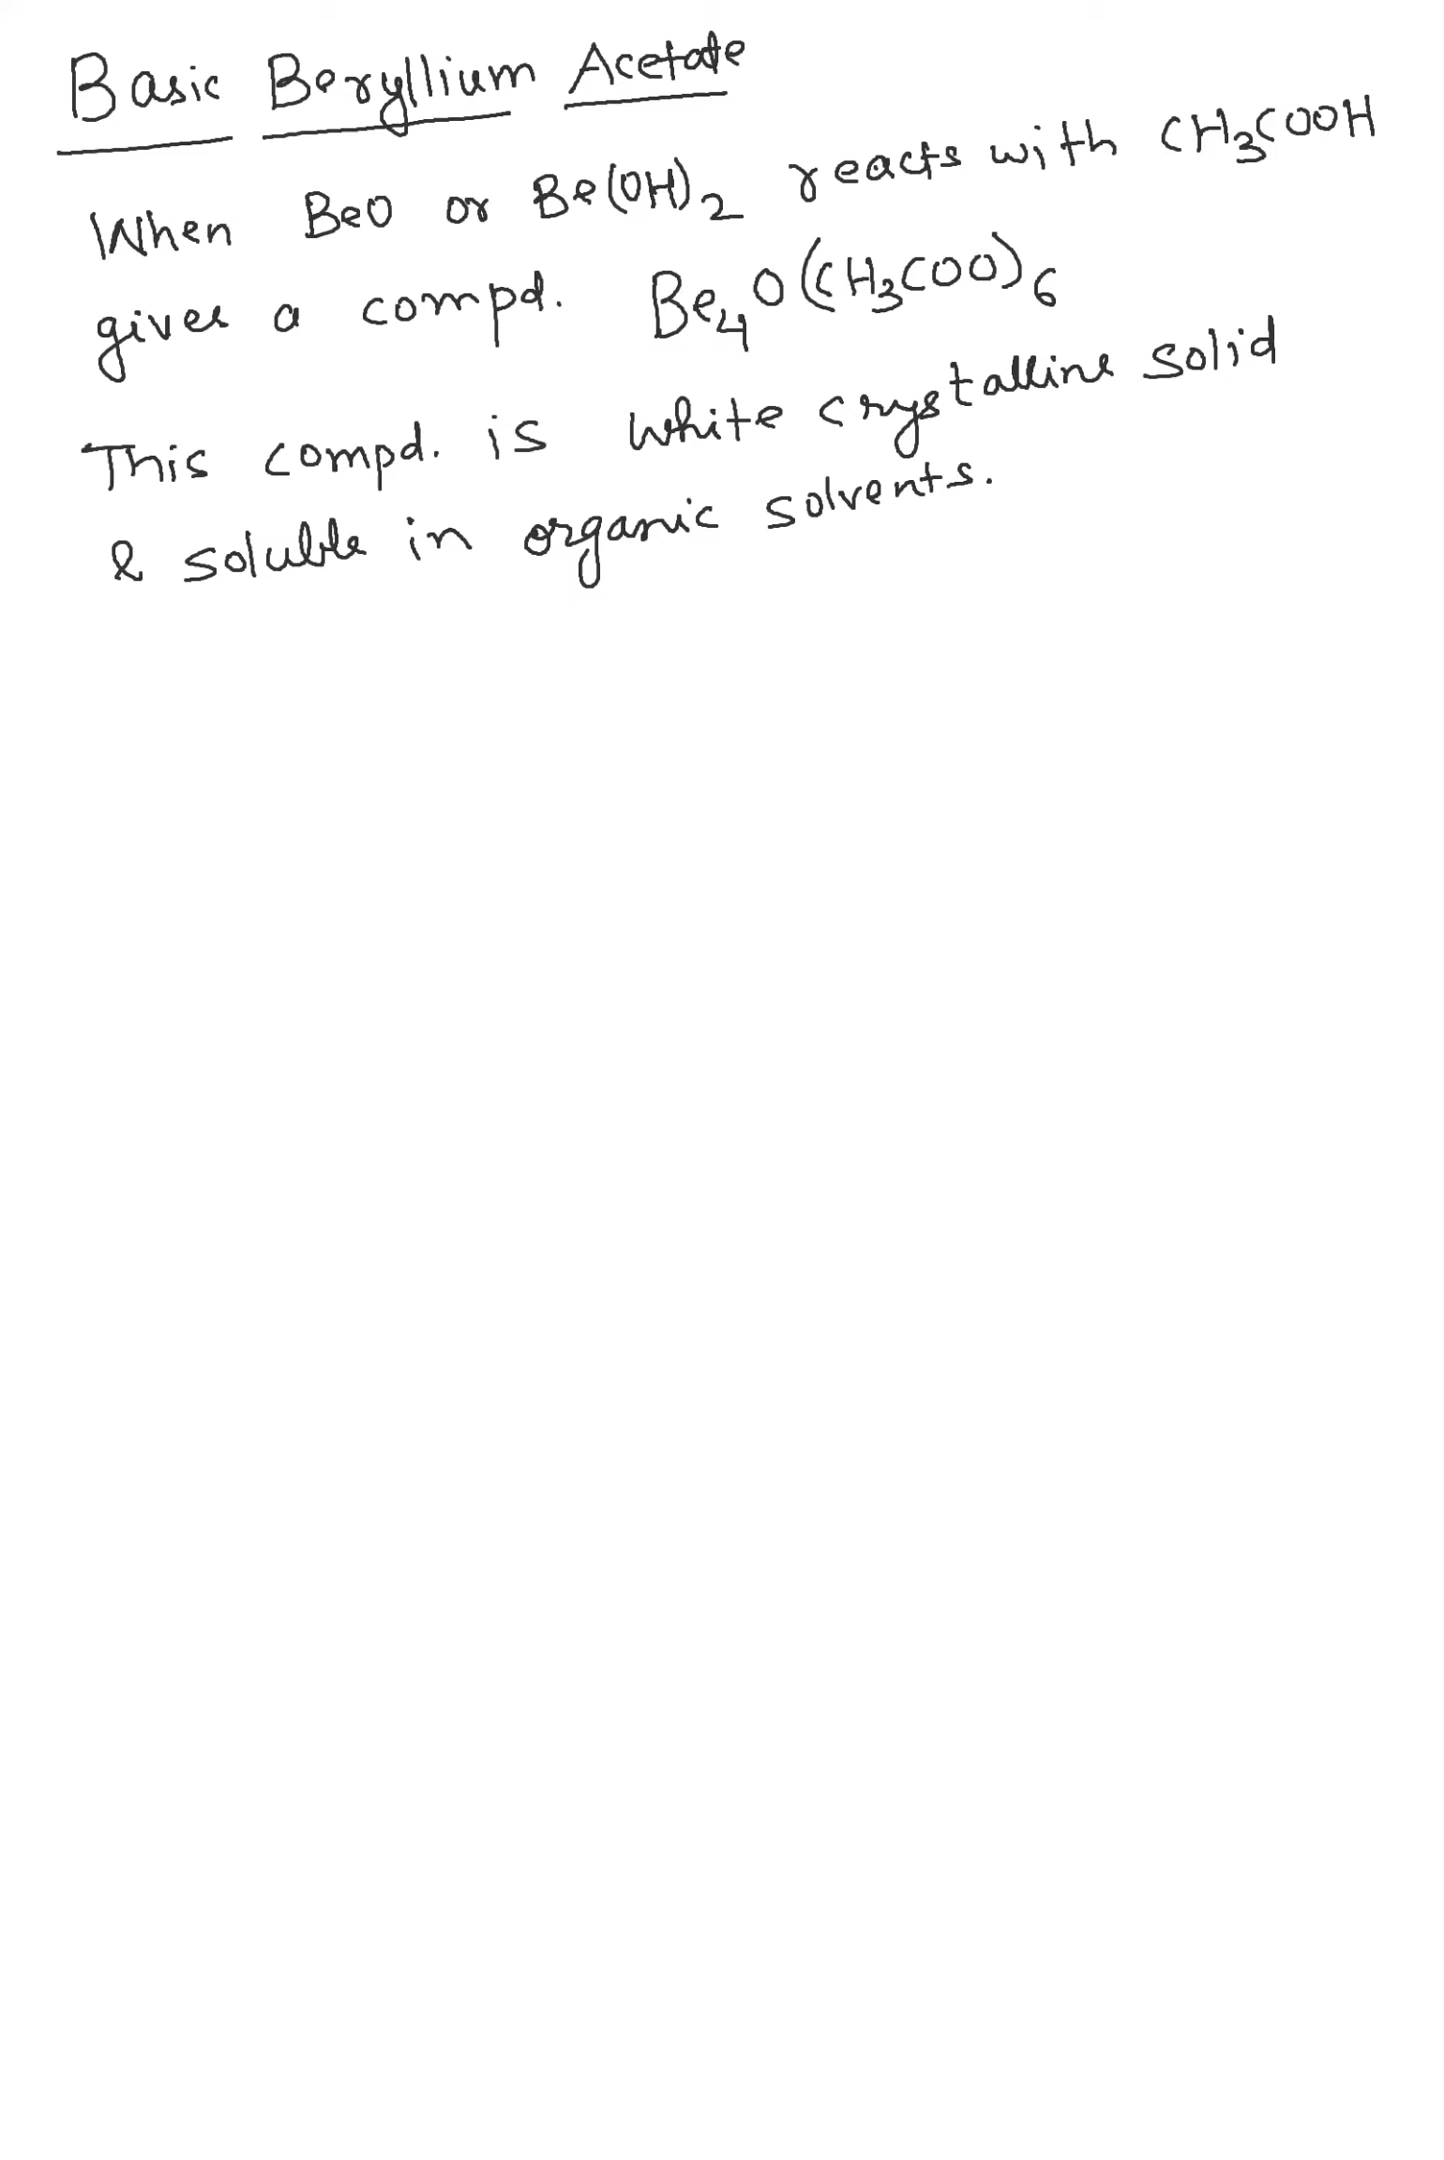 Basic Beryllium Acetate
When BeO or Be(OH)₂ reacts with CH₃COOH
gives a compd. Be₄O(CH₃COO)₆
This compd. is white crystalline solid
& soluble in organic solvents.